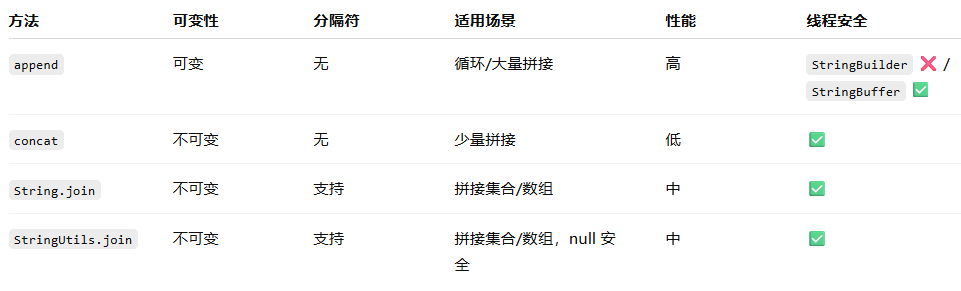 方法 可变性 分隔符 适用场景 性能 线程安全
append 可变 无 循环/大量拼接 高 StringBuilder ❌ /
StringBuffer ✅
concat 不可变 无 少量拼接 低 ✅
String.join 不可变 支持 拼接集合/数组 中 ✅
StringUtils.join 不可变 支持 拼接集合/数组，null 安 中 ✅
全